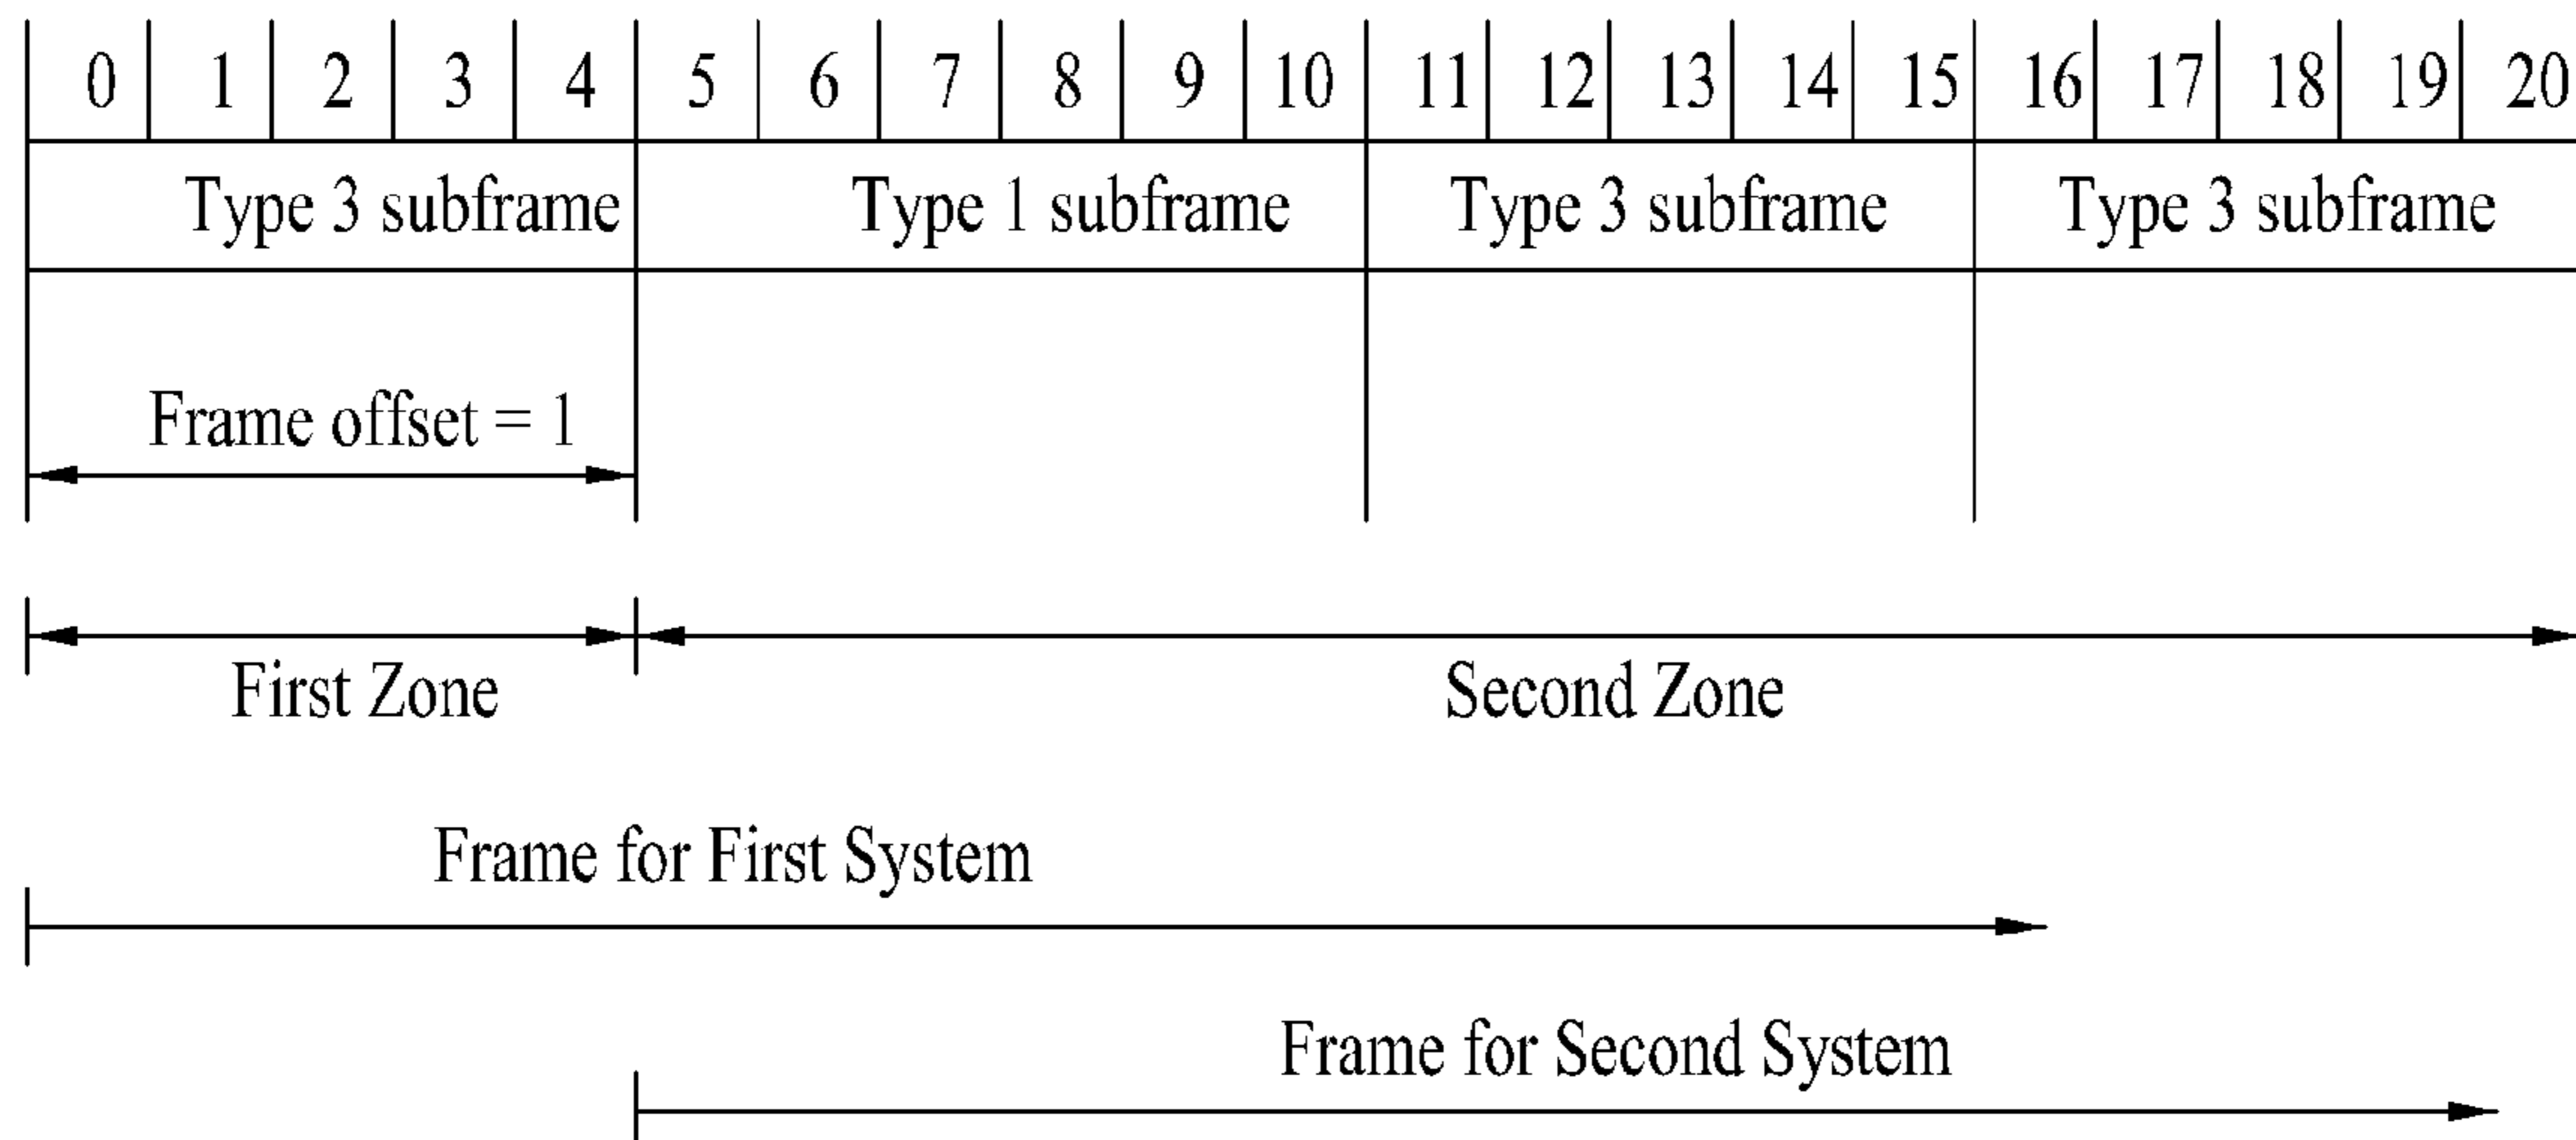 0 1 2 3 4 5 6 7 8 9 10 11 12 13 14 15 16 17 18 19 20
Type 3 subframe Type 1 subframe Type 3 subframe Type 3 subframe
Frame offset = 1
First Zone Second Zone
Frame for First System
Frame for Second System